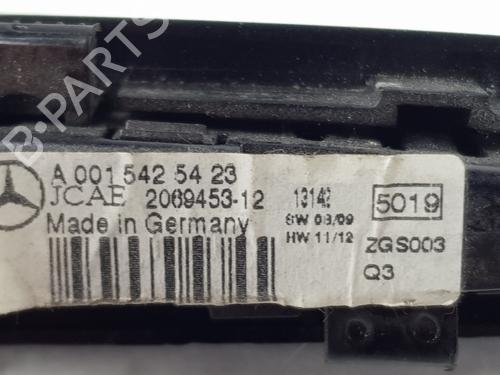 B-PARTS
A 001 542 54 23
JCAE 2069453-12
13142
SW 08/09
HW 11/12
5019
Made in Germany
ZGS003
Q3